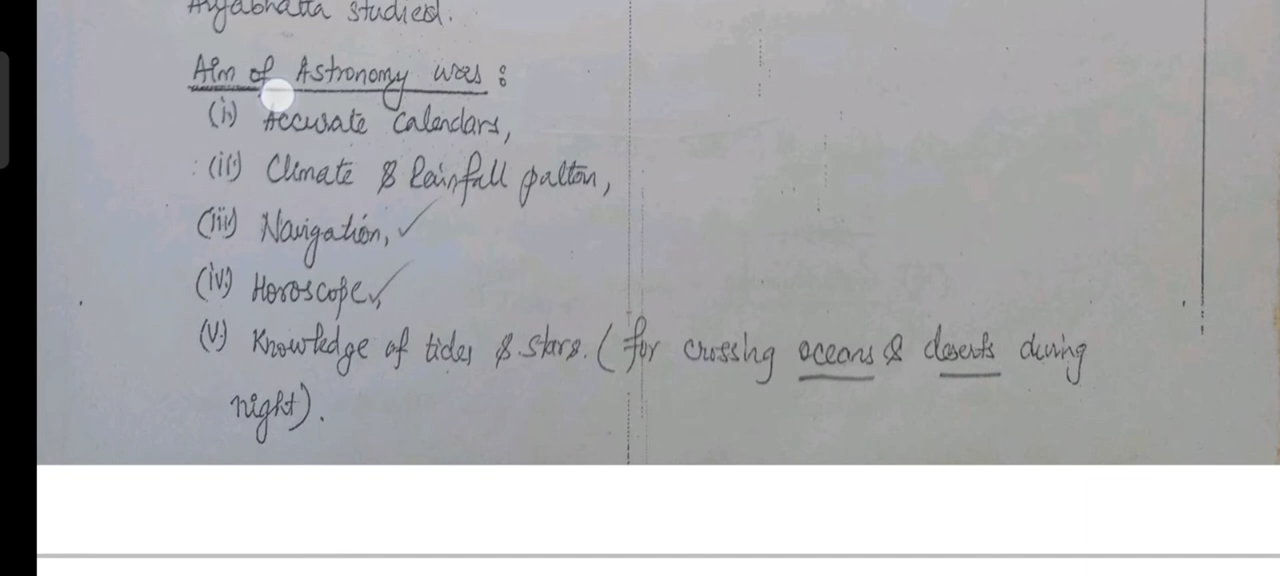 Aryabhatta studied.
Aim of Astronomy was :
(i) Accurate Calendars,
(ii) Climate & Rainfall pattern,
(iii) Navigation, ✓
(iv) Horoscope, ✓
(v.) Knowledge of tides & stars. ( for crossing oceans & deserts during
night).